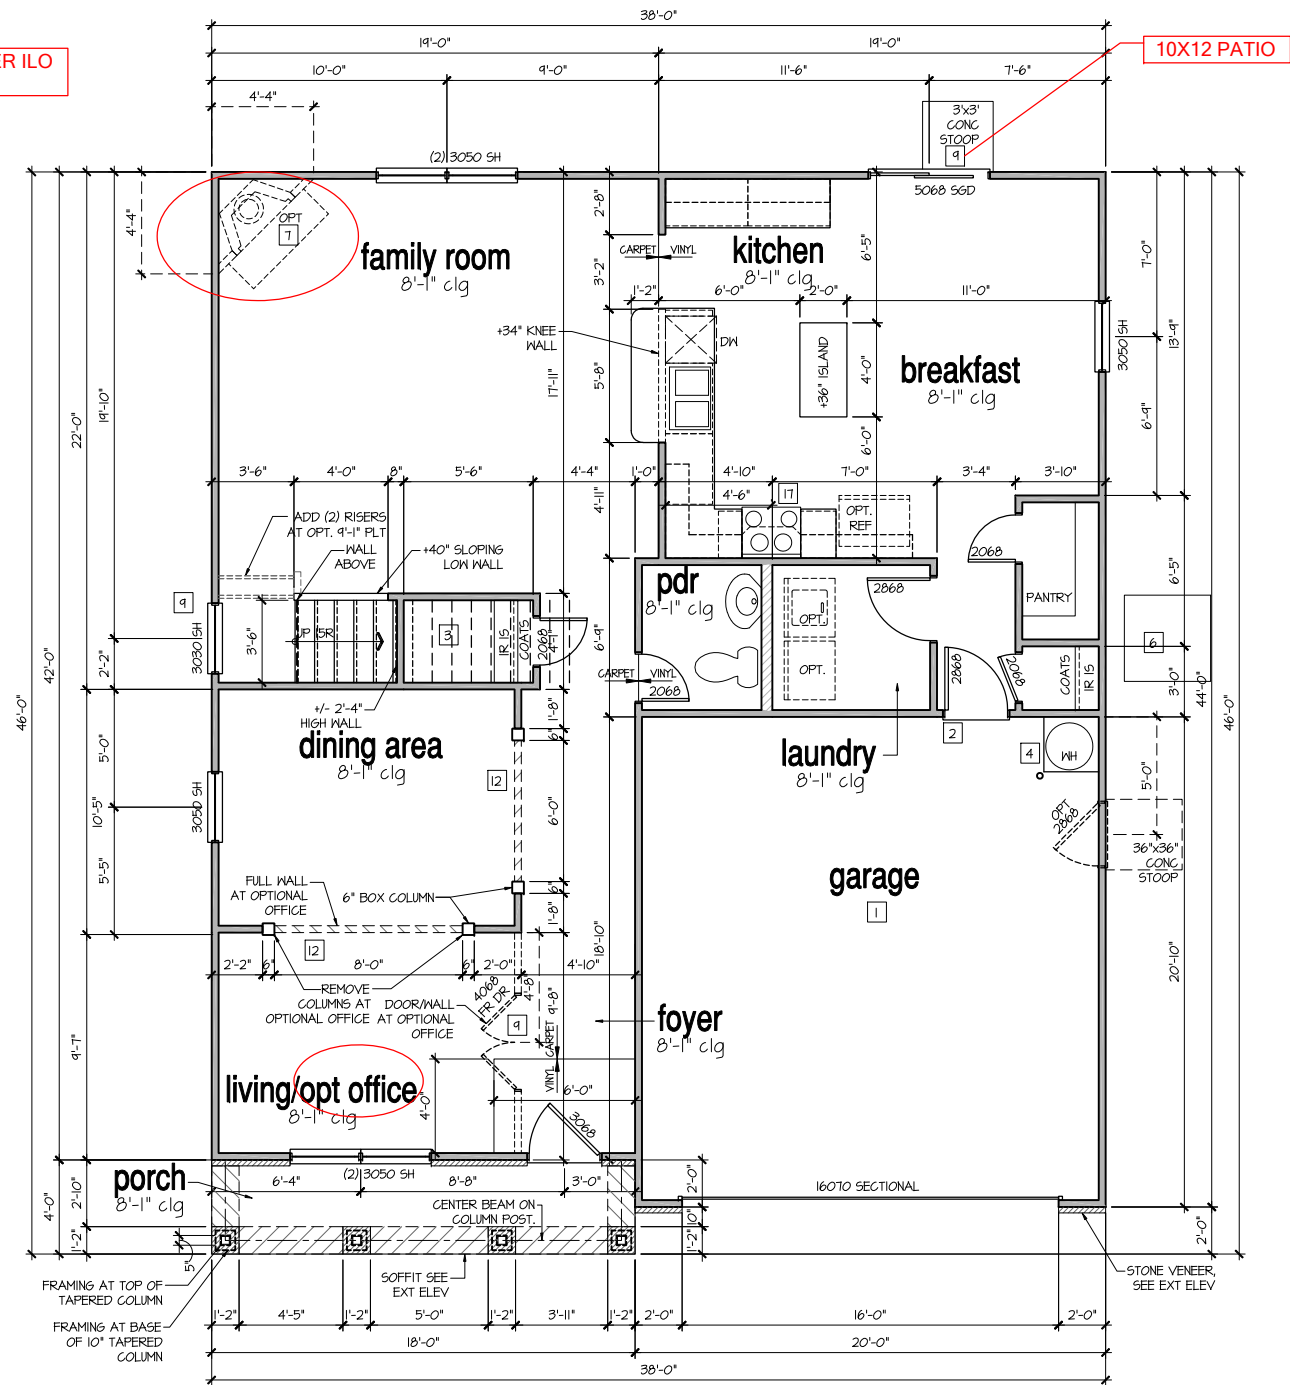 38'-0"
19'-0"
19'-0"
ER ILO
10X12 PATIO
10'-0"
9'-0"
11'-6"
7'-6"
4'-4"
3'x3'
CONC
STOOP
9
(2) 3050 SH
5068 SGD
4'-4"
OPT
7
family room
8'-1" clg
2'-8"
CARPET
VINYL
kitchen
8'-1" clg
6'-5"
7'-0"
3'-2"
1'-2"
6'-0"
2'-0"
11'-0"
13'-9"
+34" KNEE
WALL
DW
+36" ISLAND
4'-0"
breakfast
8'-1" clg
3050 SH
17'-11"
5'-8"
19'-10"
22'-0"
6'-0"
6'-9"
3'-6"
4'-0"
8"
5'-6"
4'-4"
1'-0"
4'-10"
7'-0"
3'-4"
3'-10"
4'-6"
17
4'-11"
ADD (2) RISERS
AT OPT. 9'-1" PLT
WALL
ABOVE
+40" SLOPING
LOW WALL
OPT.
REF
2068
6'-5"
pdr
8'-1" clg
2868
PANTRY
9
3030 SH
3'-6"
UP 15R
3
1R 1S
COATS
2068
4'-1"
6'-9"
OPT.
OPT.
6
42'-0"
46'-0"
2'-2"
CARPET
VINYL
2068
2868
2068
COATS
1R 1S
3'-0"
44'-0"
46'-0"
+/- 2'-4"
HIGH WALL
1'-8"
6"
dining area
8'-1" clg
5'-0"
12
laundry
8'-1" clg
2
4
WH
5'-0"
10'-5"
3050 SH
6'-0"
OPT
2868
36"x36"
CONC
STOOP
5'-5"
FULL WALL
AT OPTIONAL
OFFICE
6" BOX COLUMN
6"
1'-8"
garage
1
12
18'-10"
2'-2"
6"
8'-0"
6"
2'-0"
4'-10"
20'-10"
REMOVE
COLUMNS AT
OPTIONAL OFFICE
DOOR/WALL
AT OPTIONAL
OFFICE
4068
FR DR
4'-8"
9'-8"
9
foyer
8'-1" clg
9'-7"
CARPET
VINYL
living/opt office
8'-1" clg
4'-0"
6'-0"
3068
porch
8'-1" clg
(2) 3050 SH
6'-4"
8'-8"
3'-0"
16070 SECTIONAL
2'-0"
10"
1'-2"
4'-0"
2'-10"
1'-2"
5"
CENTER BEAM ON
COLUMN POST.
2'-0"
FRAMING AT TOP OF
TAPERED COLUMN
SOFFIT SEE
EXT ELEV
STONE VENEER,
SEE EXT ELEV
FRAMING AT BASE
OF 10" TAPERED
COLUMN
1'-2"
4'-5"
1'-2"
5'-0"
1'-2"
3'-11"
1'-2"
2'-0"
16'-0"
2'-0"
18'-0"
20'-0"
38'-0"